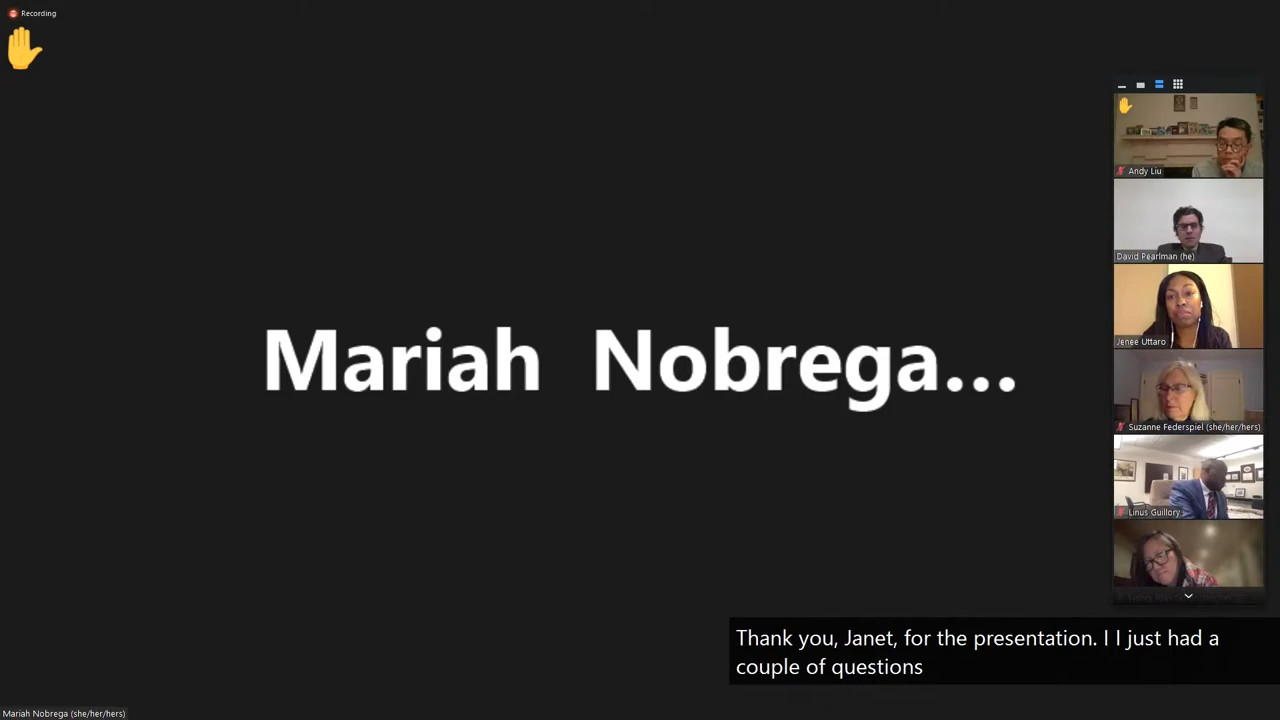 Recording
Mariah Nobrega...
Andy Liu
David Pearlman (he)
Jenee Uttaro
Suzanne Federspiel (she/her/hers)
Linus Guillory
Thank you, Janet, for the presentation. I I just had a
couple of questions
Mariah Nobrega (she/her/hers)